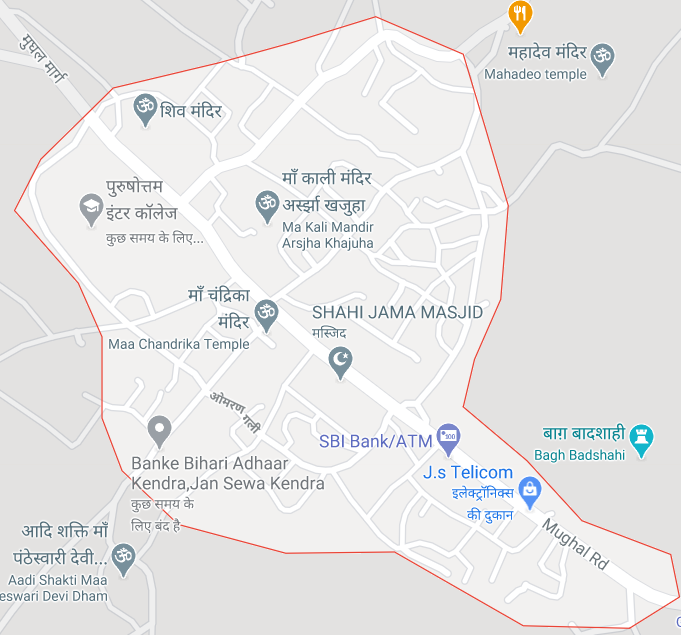 मुग़ल मार्ग
महादेव मंदिर
Mahadeo temple
शिव मंदिर
पुरुषोत्तम
इंटर कॉलेज
कुछ समय के लिए...
माँ काली मंदिर
अर्स्झा खजुहा
Ma Kali Mandir
Arsjha Khajuha
माँ चंद्रिका
मंदिर
Maa Chandrika Temple
SHAHI JAMA MASJID
मस्जिद
ओमरण गली
SBI Bank/ATM
बाग़ बादशाही
Bagh Badshahi
Banke Bihari Adhaar
Kendra,Jan Sewa Kendra
कुछ समय के
लिए बंद है
J.s Telicom
इलेक्ट्रॉनिक्स
की दुकान
Mughal Rd
आदि शक्ति माँ
पंठेस्वारी देवी...
Aadi Shakti Maa
eswari Devi Dham